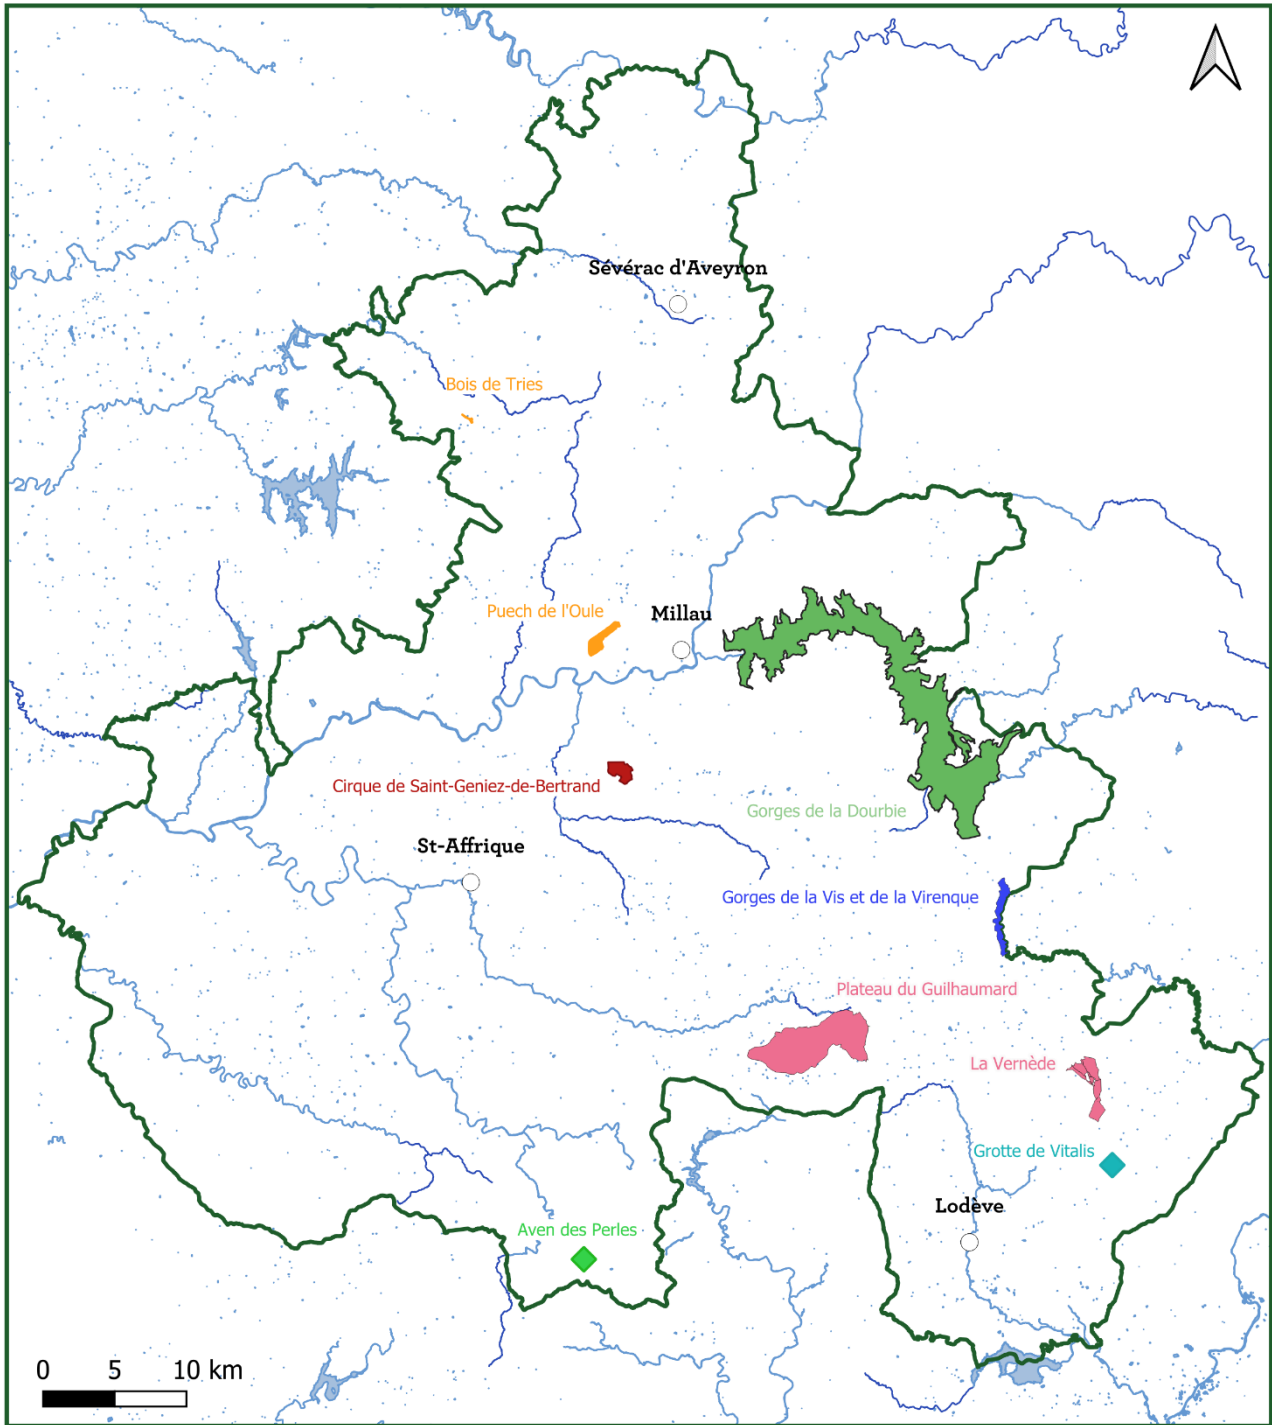 Sévérac d'Aveyron
Bois de Tries
Puech de l'Oule
Millau
Cirque de Saint-Geniez-de-Bertrand
Gorges de la Dourbie
St-Affrique
Gorges de la Vis et de la Virenque
Plateau du Guilhaumard
La Vernède
Grotte de Vitalis
Lodève
Aven des Perles
0 5 10 km